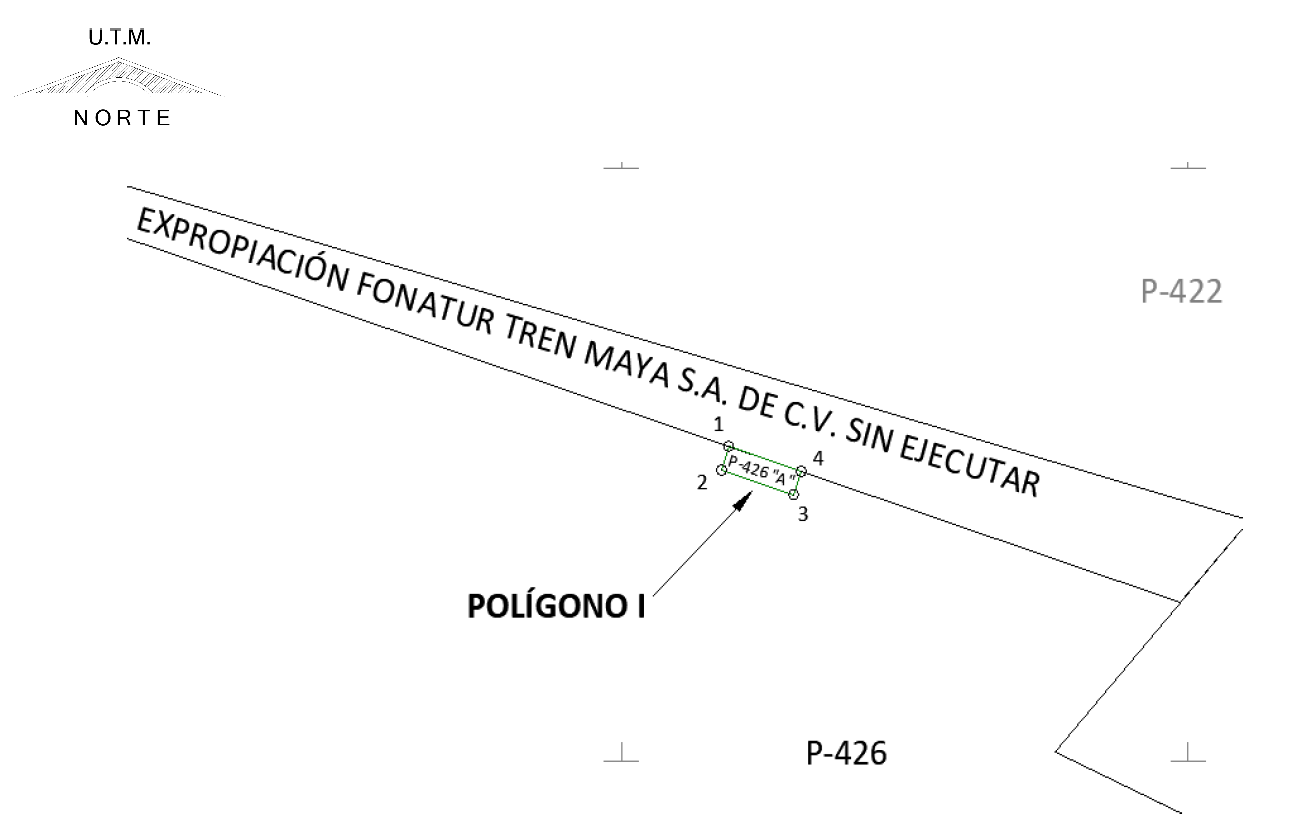 U.T.M.
NORTE
P-422
EXPROPIACIÓN FONATUR TREN MAYA S.A. DE C.V. SIN EJECUTAR
1
4
P-426 "A"
2
3
POLÍGONO I
P-426